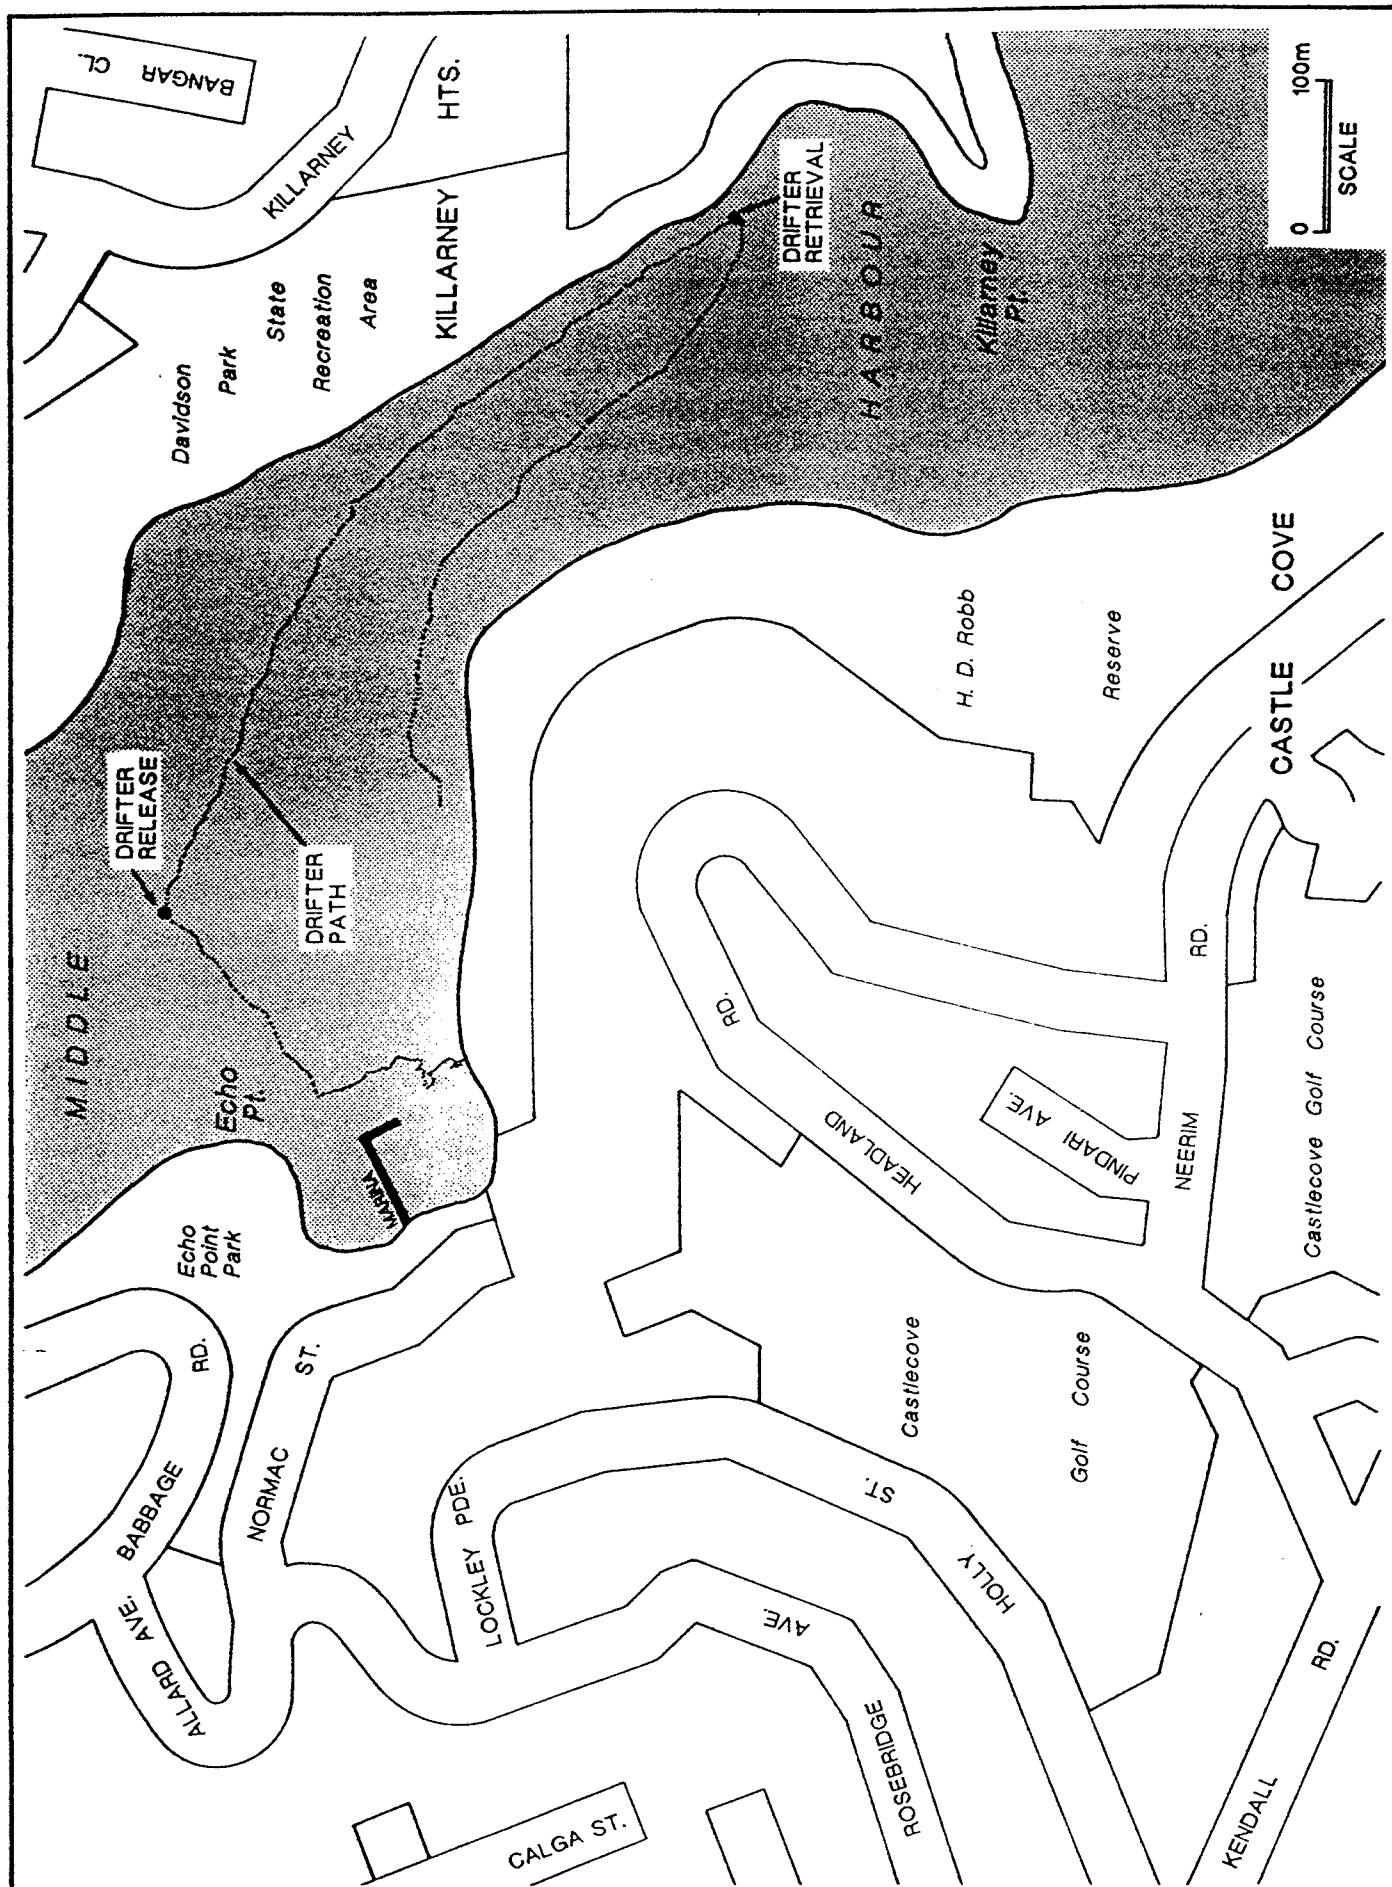 BANGAR CL.
KILLARNEY
HTS.
KILLARNEY
Davidson
Park
State
Recreation
Area
DRIFTER
RETRIEVAL
HARBOUR
Killarney
Pt.
0 100m
SCALE
DRIFTER
RELEASE
DRIFTER
PATH
MIDDLE
Echo
Pt.
MARINA
Echo
Point
Park
H. D. Robb
Reserve
CASTLE COVE
RD.
NEERIM
PINDARI AVE.
HEADLAND
RD.
Castlecove Golf Course
Castlecove
Golf Course
BABBAGE
RD.
NORMAC
ST.
ALLARD AVE.
LOCKLEY PDE.
HOLLY
ST.
ROSEBRIDGE
AVE.
CALGA ST.
KENDALL
RD.